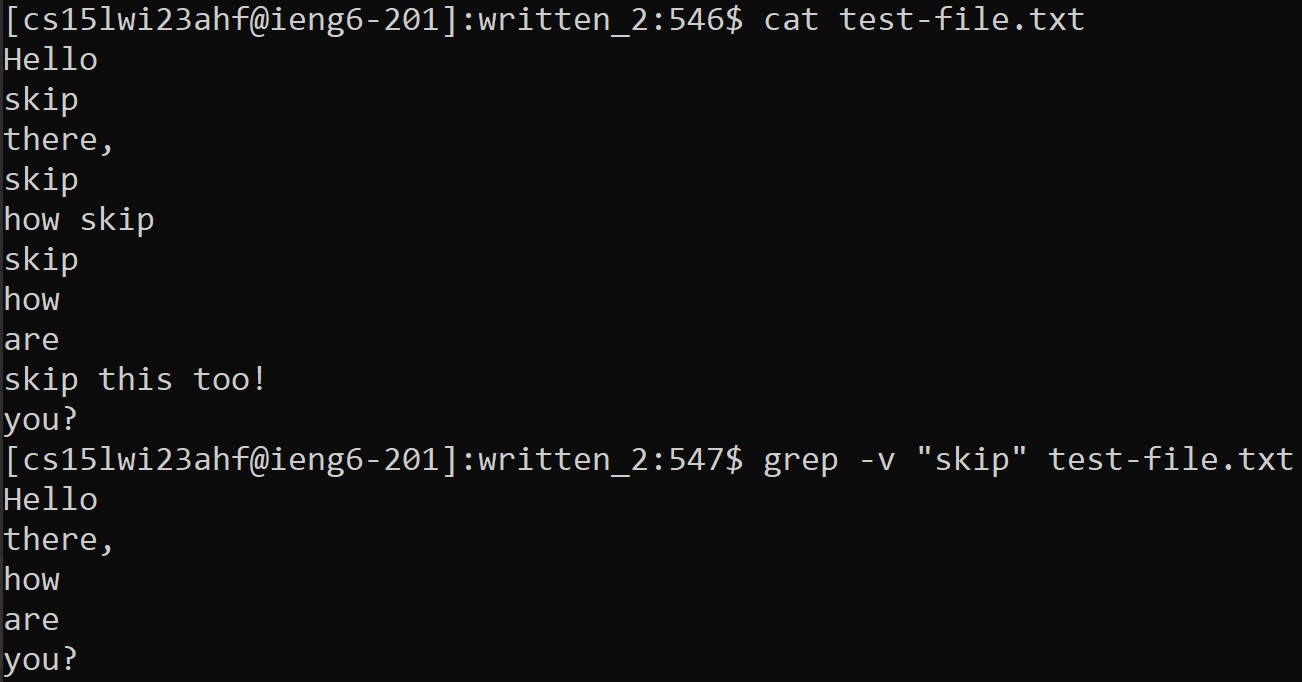 [cs15lwi23ahf@ieng6-201]:written_2:546$ cat test-file.txt
Hello
skip
there,
skip
how skip
skip
how
are
skip this too!
you?
[cs15lwi23ahf@ieng6-201]:written_2:547$ grep -v "skip" test-file.txt
Hello
there,
how
are
you?